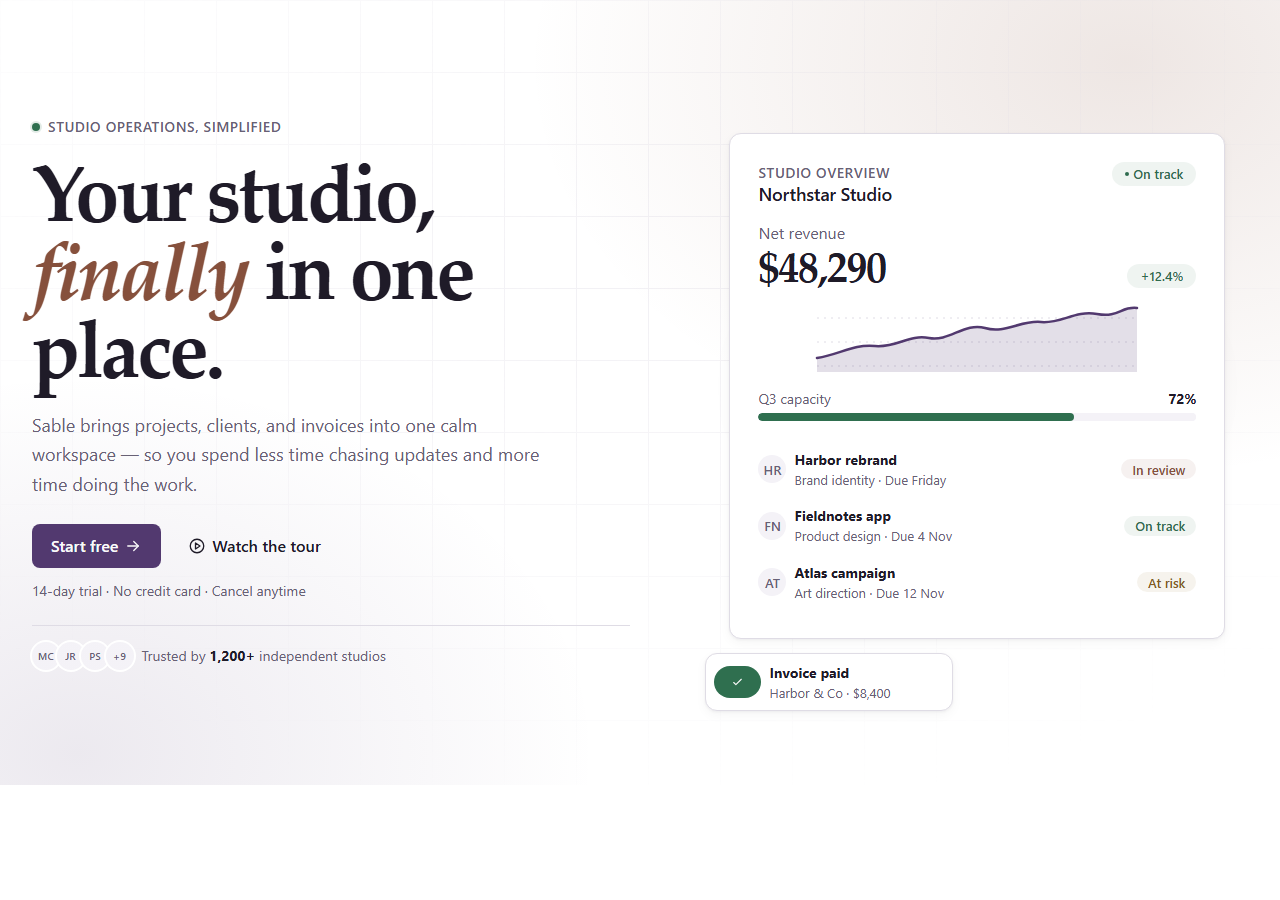 STUDIO OPERATIONS, SIMPLIFIED
Your studio,
finally in one
place.
Sable brings projects, clients, and invoices into one calm
workspace — so you spend less time chasing updates and more
time doing the work.
Start free →
Watch the tour
14-day trial · No credit card · Cancel anytime
MC JR PS +9 Trusted by 1,200+ independent studios
STUDIO OVERVIEW
Northstar Studio
• On track
Net revenue
$48,290
+12.4%
Q3 capacity 72%
HR Harbor rebrand
Brand identity · Due Friday
In review
FN Fieldnotes app
Product design · Due 4 Nov
On track
AT Atlas campaign
Art direction · Due 12 Nov
At risk
Invoice paid
Harbor & Co · $8,400